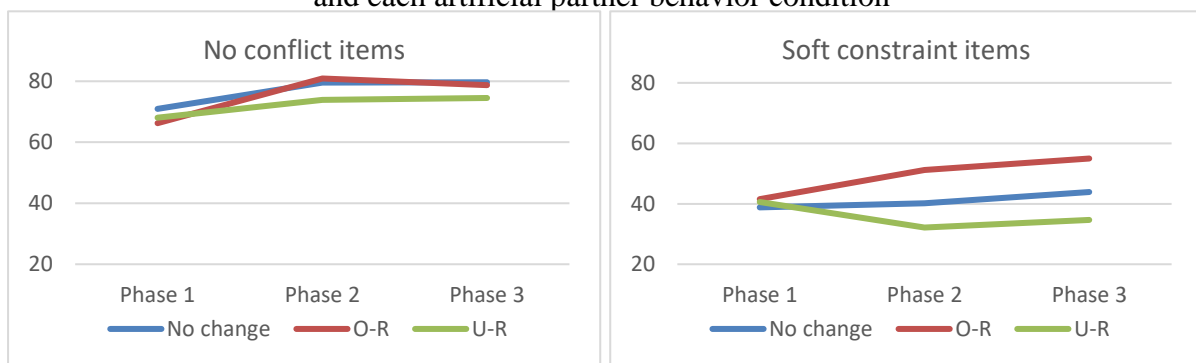 and each artificial partner behavior condition
No conflict items
80
60
40
20
Phase 1 Phase 2 Phase 3
No change O-R U-R
Soft constraint items
80
60
40
20
Phase 1 Phase 2 Phase 3
No change O-R U-R